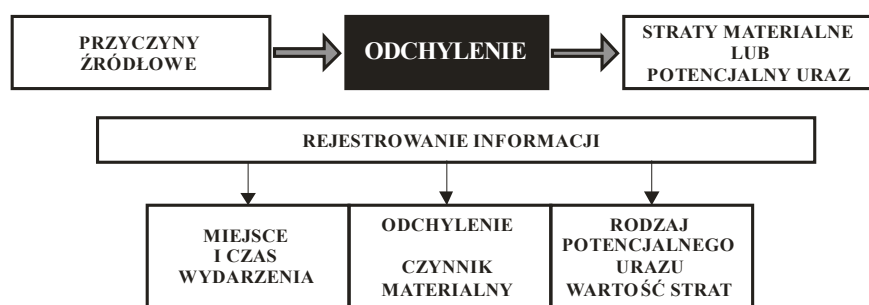 PRZYCZYNY
ŹRÓDŁOWE
ODCHYLENIE
STRATY MATERIALNE
LUB
POTENCJALNY URAZ
REJESTROWANIE INFORMACJI
MIEJSCE
I CZAS
WYDARZENIA
ODCHYLENIE
CZYNNIK
MATERIALNY
RODZAJ
POTENCJALNEGO
URAZU
WARTOŚĆ STRAT